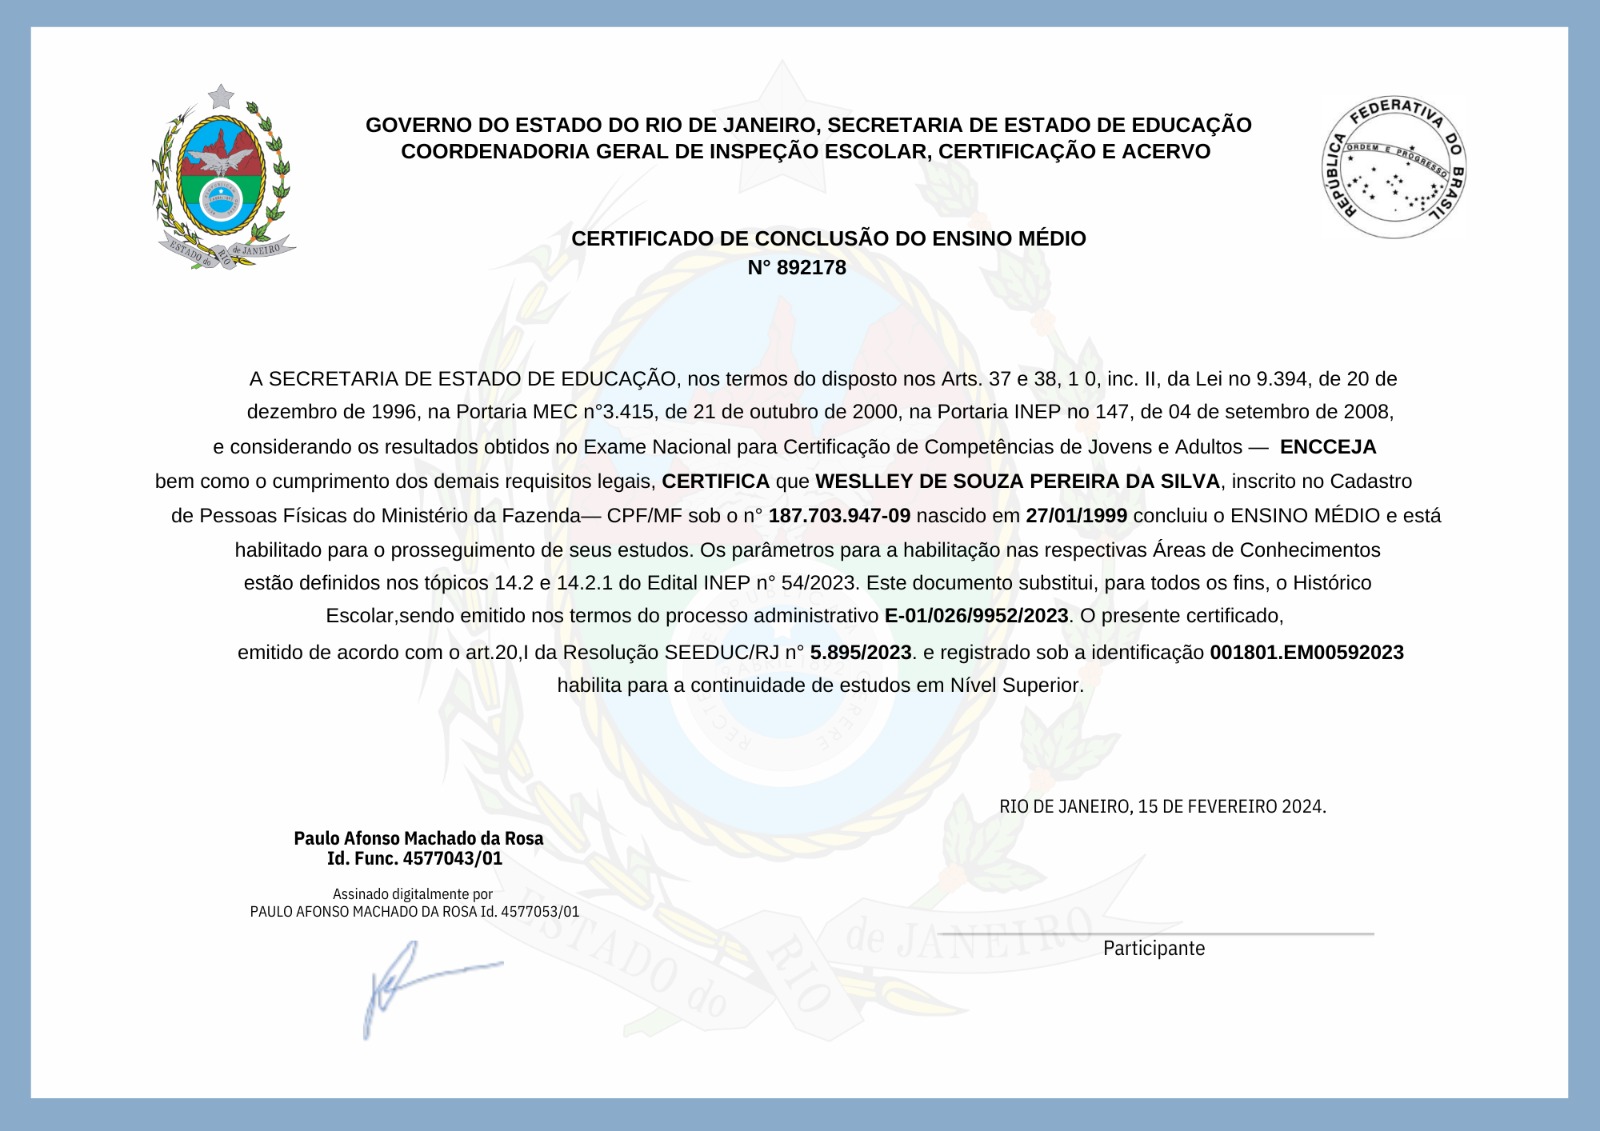 GOVERNO DO ESTADO DO RIO DE JANEIRO, SECRETARIA DE ESTADO DE EDUCAÇÃO
COORDENADORIA GERAL DE INSPEÇÃO ESCOLAR, CERTIFICAÇÃO E ACERVO
REPÚBLICA FEDERATIVA DO BRASIL
ORDEM E PROGRESSO
ESTADO do RIO de JANEIRO
CERTIFICADO DE CONCLUSÃO DO ENSINO MÉDIO
N° 892178
A SECRETARIA DE ESTADO DE EDUCAÇÃO, nos termos do disposto nos Arts. 37 e 38, 1 0, inc. II, da Lei no 9.394, de 20 de
dezembro de 1996, na Portaria MEC n°3.415, de 21 de outubro de 2000, na Portaria INEP no 147, de 04 de setembro de 2008,
e considerando os resultados obtidos no Exame Nacional para Certificação de Competências de Jovens e Adultos — ENCCEJA
bem como o cumprimento dos demais requisitos legais, CERTIFICA que WESLLEY DE SOUZA PEREIRA DA SILVA, inscrito no Cadastro
de Pessoas Físicas do Ministério da Fazenda— CPF/MF sob o n° 187.703.947-09 nascido em 27/01/1999 concluiu o ENSINO MÉDIO e está
habilitado para o prosseguimento de seus estudos. Os parâmetros para a habilitação nas respectivas Áreas de Conhecimentos
estão definidos nos tópicos 14.2 e 14.2.1 do Edital INEP n° 54/2023. Este documento substitui, para todos os fins, o Histórico
Escolar,sendo emitido nos termos do processo administrativo E-01/026/9952/2023. O presente certificado,
emitido de acordo com o art.20,I da Resolução SEEDUC/RJ n° 5.895/2023. e registrado sob a identificação 001801.EM00592023
habilita para a continuidade de estudos em Nível Superior.
RIO DE JANEIRO, 15 DE FEVEREIRO 2024.
Paulo Afonso Machado da Rosa
Id. Func. 4577043/01
Assinado digitalmente por
PAULO AFONSO MACHADO DA ROSA Id. 4577053/01
Participante
ESTADO do RIO de JANEIRO